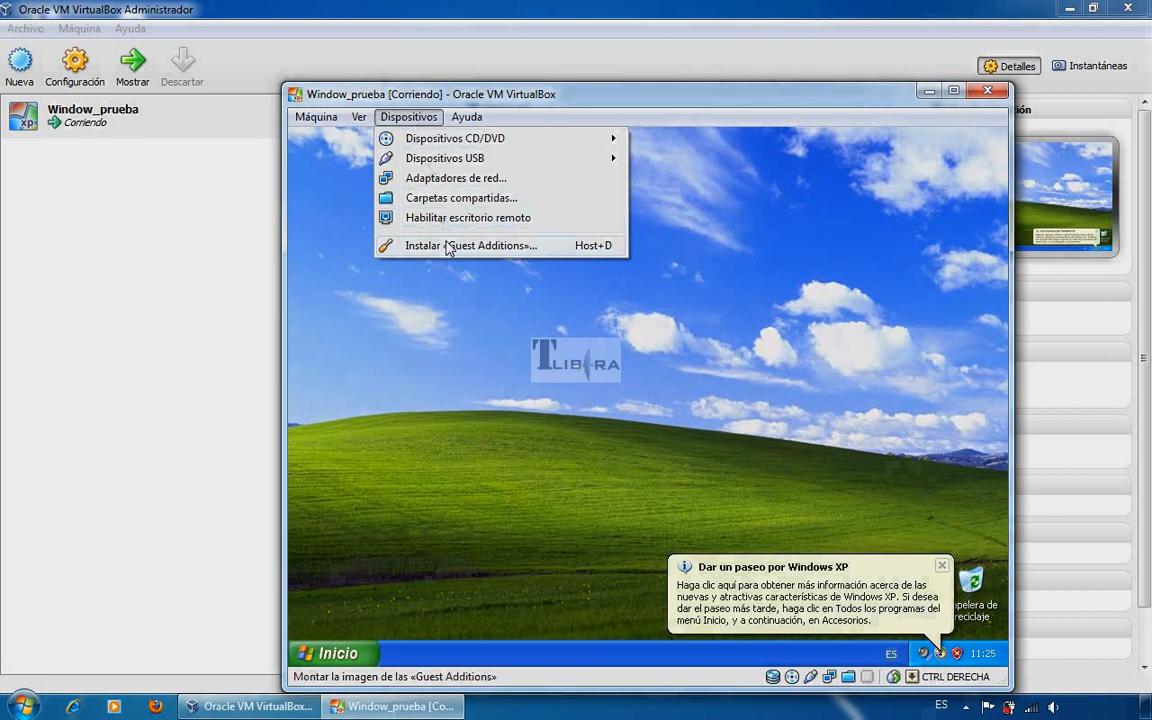 Oracle VM VirtualBox Administrador
Archivo Máquina Ayuda
Nueva Configuración Mostrar Descartar
Detalles Instantáneas
Window_prueba
Corriendo
xp
Window_prueba [Corriendo] - Oracle VM VirtualBox
Máquina Ver Dispositivos Ayuda
Dispositivos CD/DVD
Dispositivos USB
Adaptadores de red...
Carpetas compartidas...
Habilitar escritorio remoto
Instalar «Guest Additions»... Host+D
ión
TLIBERA
Dar un paseo por Windows XP
Haga clic aquí para obtener más información acerca de las
nuevas y atractivas características de Windows XP. Si desea
dar el paseo más tarde, haga clic en Todos los programas del
menú Inicio, y a continuación, en Accesorios.
apelera de
reciclaje
Inicio ES 11:25
Montar la imagen de las «Guest Additions» CTRL DERECHA
Oracle VM VirtualBox... Window_prueba [Co... ES